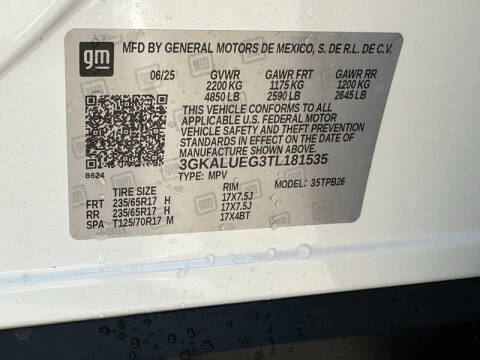 gm
MFD BY GENERAL MOTORS DE MEXICO, S. DE R.L. DE C.V.
06/25 GVWR GAWR FRT GAWR RR
2200 KG 1175 KG 1200 KG
4850 LB 2590 LB 2645 LB
THIS VEHICLE CONFORMS TO ALL
APPLICABLE U.S. FEDERAL MOTOR
VEHICLE SAFETY AND THEFT PREVENTION
STANDARDS IN EFFECT ON THE DATE OF
MANUFACTURE SHOWN ABOVE.
3GKALUEG3TL181535
8624 TYPE: MPV MODEL: 35TPB26
TIRE SIZE RIM
FRT 235/65R17 H 17X7.5J
RR 235/65R17 H 17X7.5J
SPA T125/70R17 M 17X4BT